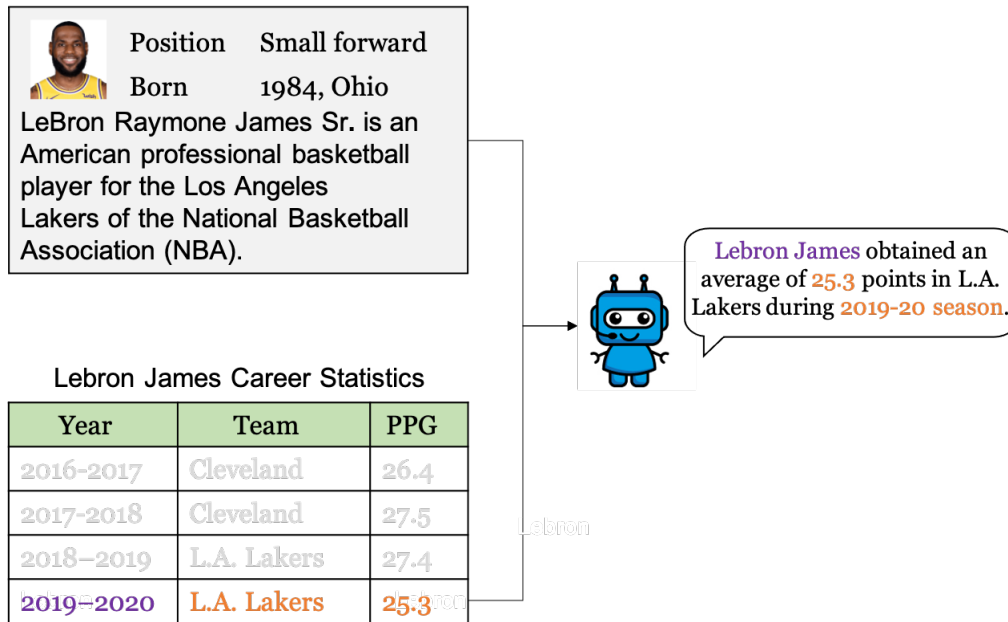 Position Small forward
Born 1984, Ohio
LeBron Raymone James Sr. is an
American professional basketball
player for the Los Angeles
Lakers of the National Basketball
Association (NBA).
Lebron James obtained an
average of 25.3 points in L.A.
Lakers during 2019-20 season.
Lebron James Career Statistics
Year Team PPG
2016-2017 Cleveland 26.4
2017-2018 Cleveland 27.5
Lebron
2018–2019 L.A. Lakers 27.4
2019–2020 L.A. Lakers 25.3